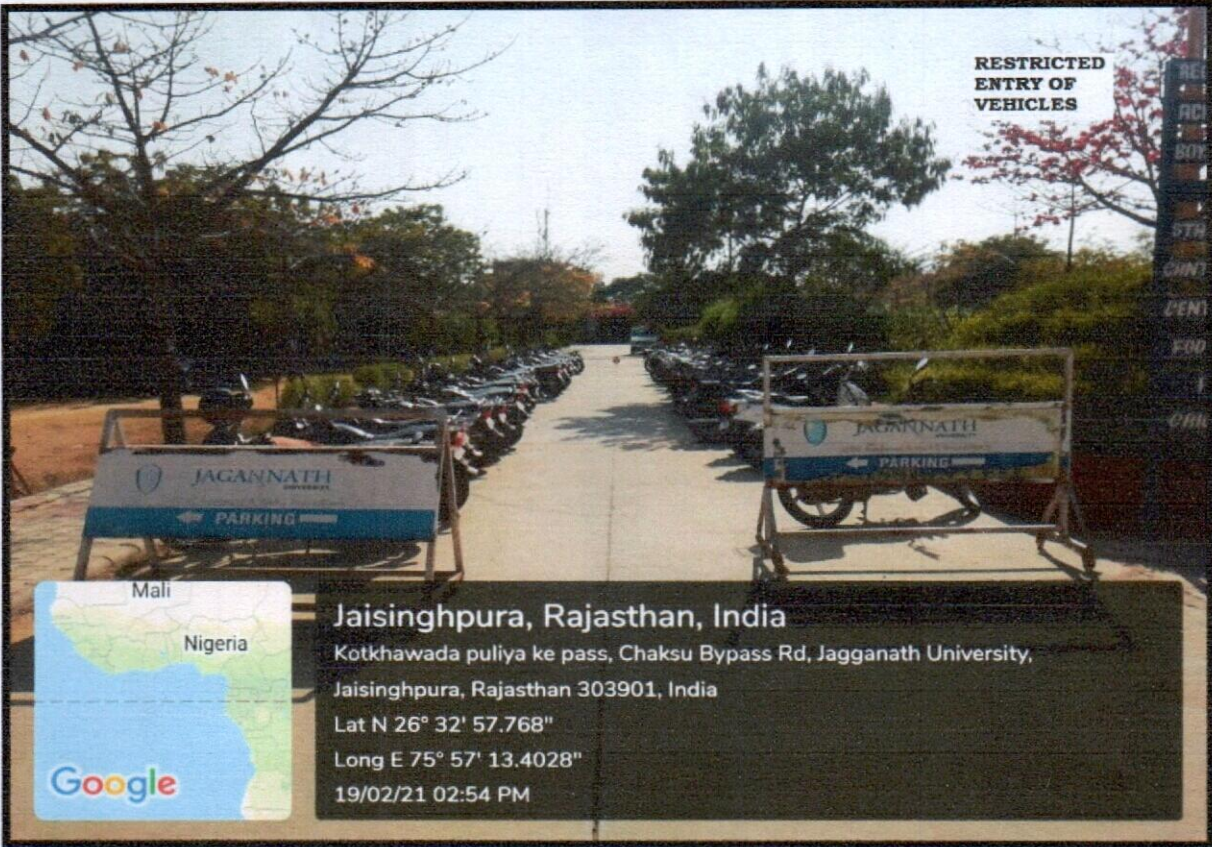 RESTRICTED
ENTRY OF
VEHICLES
JAGANNATH
UNIVERSITY
PARKING
JAGANNATH
UNIVERSITY
PARKING
Mali
Nigeria
Google
Jaisinghpura, Rajasthan, India
Kotkhawada puliya ke pass, Chaksu Bypass Rd, Jagganath University,
Jaisinghpura, Rajasthan 303901, India
Lat N 26° 32' 57.768"
Long E 75° 57' 13.4028"
19/02/21 02:54 PM